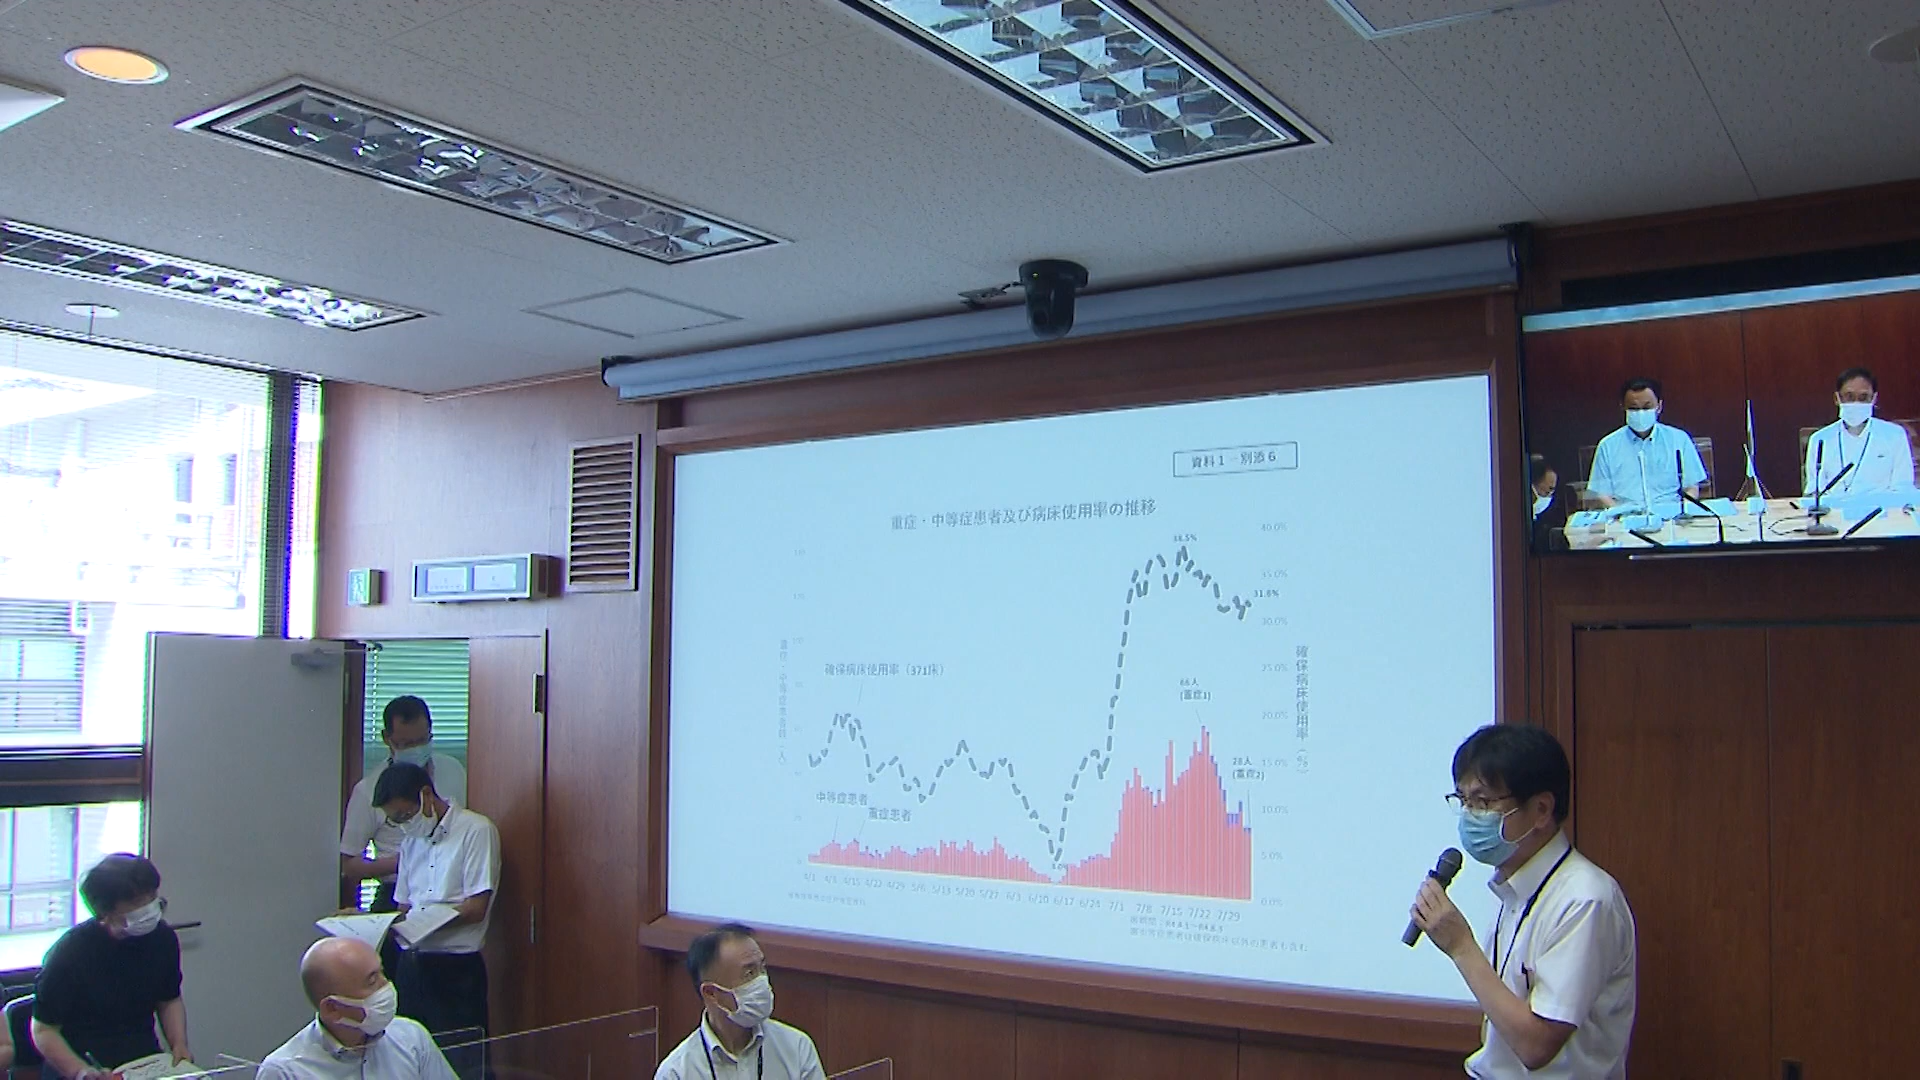 資料１－別添６
重症・中等症患者及び病床使用率の推移
40.0%
38.5%
35.0%
31.6%
30.0%
確保病床使用率（371床）
25.0%
確保病床使用率（%）
66人
(重症1)
20.0%
28人
(重症2)
15.0%
中等症患者
重症患者
10.0%
5.0%
0.0%
4/1 4/15 4/22 4/29 5/6 5/13 5/20 5/27 6/3 6/10 6/17 6/24 7/1 7/8 7/15 7/22 7/29